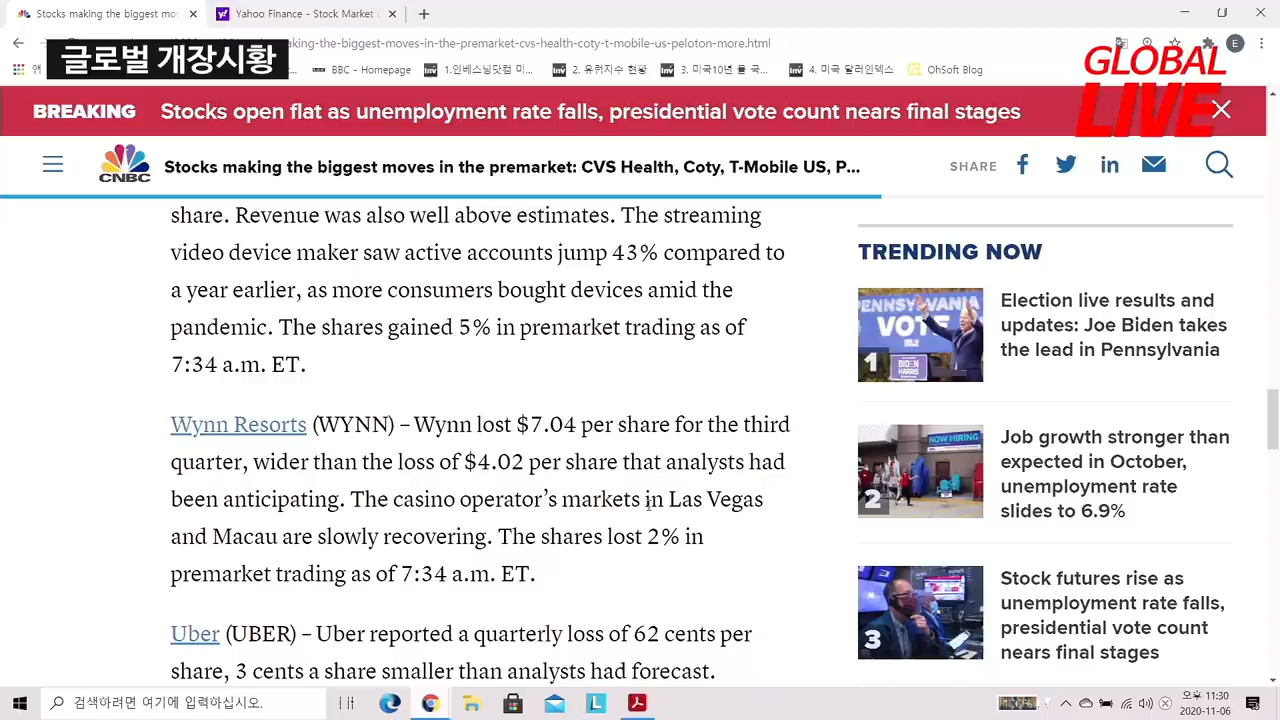 Stocks making the biggest mov
Yahoo Finance - Stock Market L
aking-the-biggest-moves-in-the-premarket-cvs-health-coty-t-mobile-us-peloton-more.html
E
글로벌 개장시황
BBC - Homepage
1.인베스팅닷컴 미...
2. 유튀지수 현황
3. 미국10년 물 국...
4. 미국 달러인덱스
OhSoft Blog
GLOBAL
LIVE
BREAKING Stocks open flat as unemployment rate falls, presidential vote count nears final stages
CNBC
Stocks making the biggest moves in the premarket: CVS Health, Coty, T-Mobile US, P...
SHARE
share. Revenue was also well above estimates. The streaming
video device maker saw active accounts jump 43% compared to
a year earlier, as more consumers bought devices amid the
pandemic. The shares gained 5% in premarket trading as of
7:34 a.m. ET.
Wynn Resorts (WYNN) – Wynn lost $7.04 per share for the third
quarter, wider than the loss of $4.02 per share that analysts had
been anticipating. The casino operator's markets in Las Vegas
and Macau are slowly recovering. The shares lost 2% in
premarket trading as of 7:34 a.m. ET.
Uber (UBER) – Uber reported a quarterly loss of 62 cents per
share, 3 cents a share smaller than analysts had forecast.
TRENDING NOW
PENNSYLVANIA
VOTE
BIDEN
HARRIS
1
Election live results and
updates: Joe Biden takes
the lead in Pennsylvania
NOW HIRING
2
Job growth stronger than
expected in October,
unemployment rate
slides to 6.9%
3
Stock futures rise as
unemployment rate falls,
presidential vote count
nears final stages
검색하려면 여기에 입력하십시오.
오후 11:30
2020-11-06